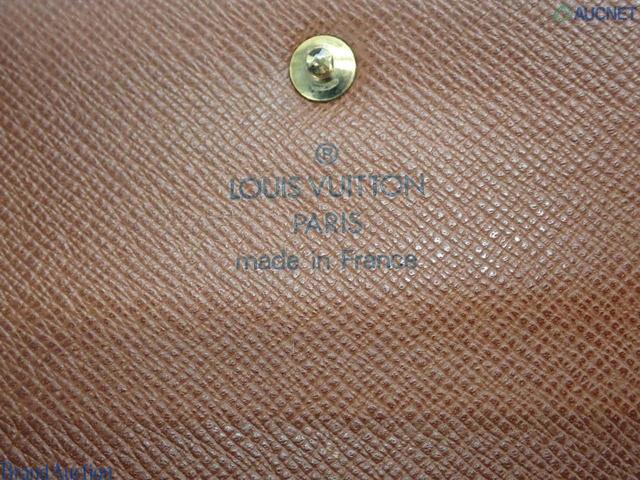 AUCNET
®
LOUIS VUITTON
PARIS
made in France
Brand Auction